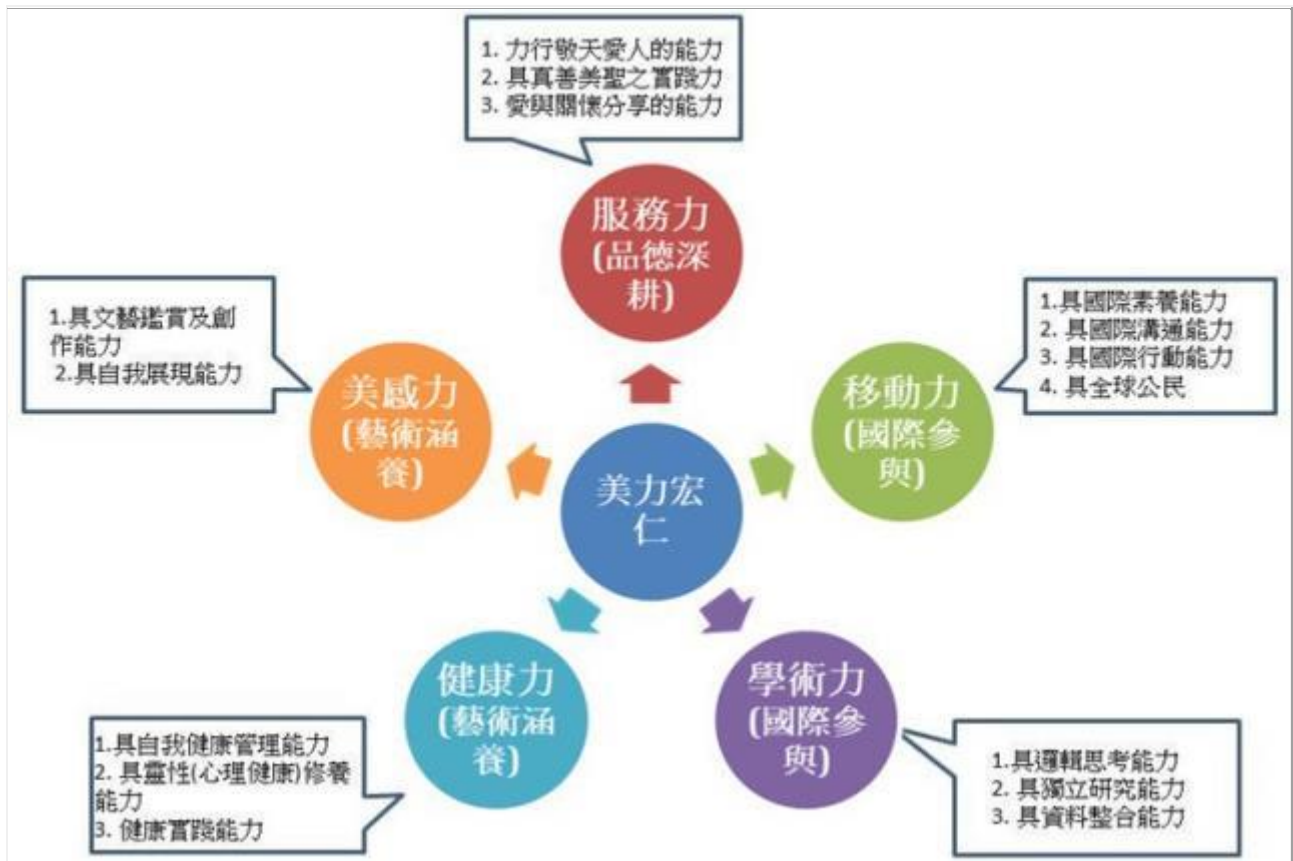 1. 力行敬天愛人的能力
2. 具真善美聖之實踐力
3. 愛與關懷分享的能力
服務力
(品德深
耕)
1.具文藝鑑賞及創
作能力
2.具自我展現能力
美感力
(藝術涵
養)
移動力
(國際參
與)
1.具國際素養能力
2. 具國際溝通能力
3. 具國際行動能力
4. 具全球公民
美力宏
仁
健康力
(藝術涵
養)
1.具自我健康管理能力
2. 具靈性(心理健康)修養
能力
3. 健康實踐能力
學術力
(國際參
與)
1.具邏輯思考能力
2. 具獨立研究能力
3. 具資料整合能力